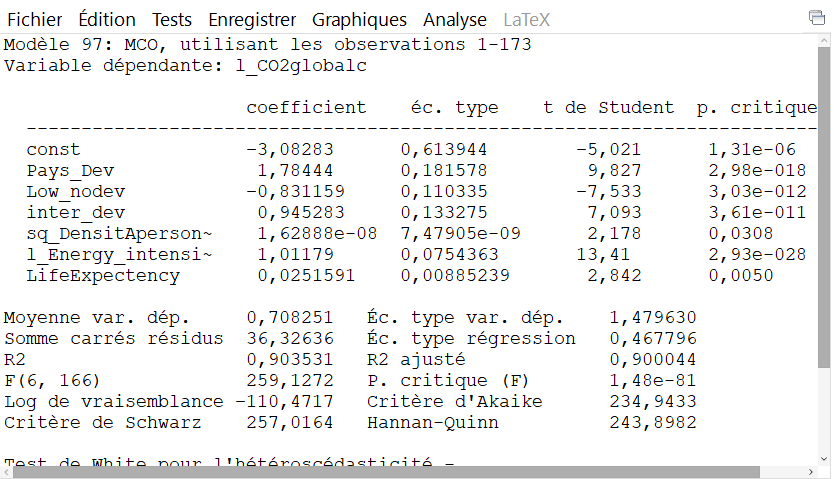 Fichier Édition Tests Enregistrer Graphiques Analyse LaTeX
Modèle 97: MCO, utilisant les observations 1-173
Variable dépendante: l_CO2globalc
coefficient éc. type t de Student p. critique
-----------------------------------------------------------------------
const -3,08283 0,613944 -5,021 1,31e-06
Pays_Dev 1,78444 0,181578 9,827 2,98e-018
Low_nodev -0,831159 0,110335 -7,533 3,03e-012
inter_dev 0,945283 0,133275 7,093 3,61e-011
sq_DensitAperson~ 1,62888e-08 7,47905e-09 2,178 0,0308
l_Energy_intensi~ 1,01179 0,0754363 13,41 2,93e-028
LifeExpectency 0,0251591 0,00885239 2,842 0,0050
Moyenne var. dép. 0,708251 Éc. type var. dép. 1,479630
Somme carrés résidus 36,32636 Éc. type régression 0,467796
R2 0,903531 R2 ajusté 0,900044
F(6, 166) 259,1272 P. critique (F) 1,48e-81
Log de vraisemblance -110,4717 Critère d'Akaike 234,9433
Critère de Schwarz 257,0164 Hannan-Quinn 243,8982
Test de White pour l'hétéroscédasticité -